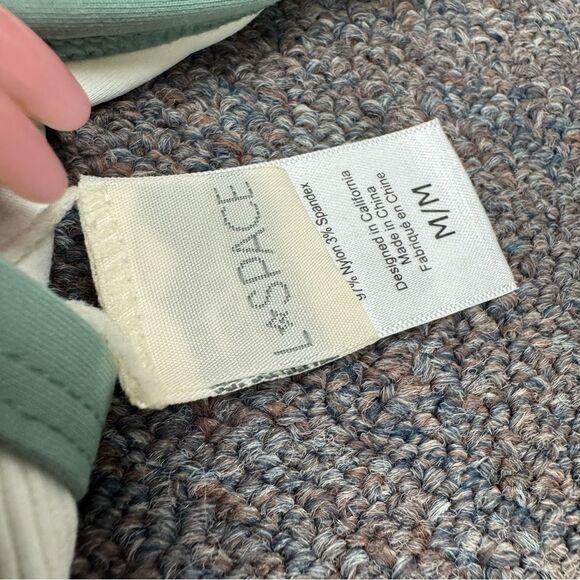 L*SPACE
97% Nylon 3% Spandex
Designed in California
Made in China
Fabriqué en Chine
M/M